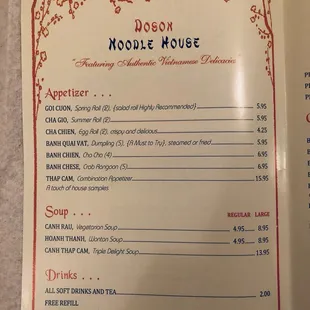 DOSON
NOODLE HOUSE
Featuring Authentic Vietnamese Delicacies
Appetizer . . .
GOI CUON, Spring Roll (2), {salad roll Highly Recommended} 5.95
CHA GIO, Summer Roll (2) 5.95
CHA CHIEN, Egg Roll (2), crispy and delicious 4.25
BANH QUAI VAT, Dumpling (5), {A Must to Try}, steamed or fried 5.95
BANH CHIEN, Cho Cho (4) 6.95
BANH CHESE, Crab Rangoon (5) 6.95
THAP CAM, Combination Appetizer 15.95
A touch of house samples
Soup . . .
REGULAR LARGE
CANH RAU, Vegetarian Soup 4.95 8.95
HOANH THANH, Wonton Soup 4.95 8.95
CANH THAP CAM, Triple Delight Soup 13.95
Drinks . . .
ALL SOFT DRINKS AND TEA 2.00
FREE REFILL